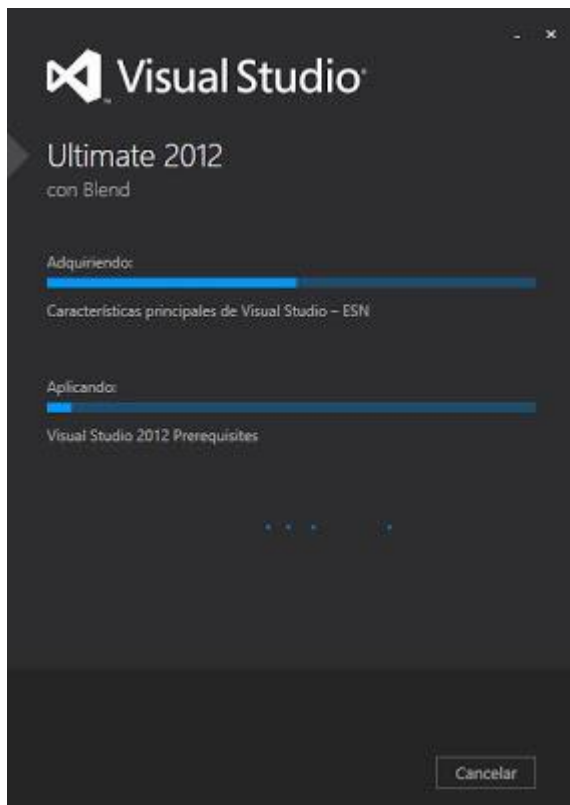 Visual Studio
Ultimate 2012
con Blend
Adquiriendo:
Características principales de Visual Studio – ESN
Aplicando:
Visual Studio 2012 Prerequisites
Cancelar